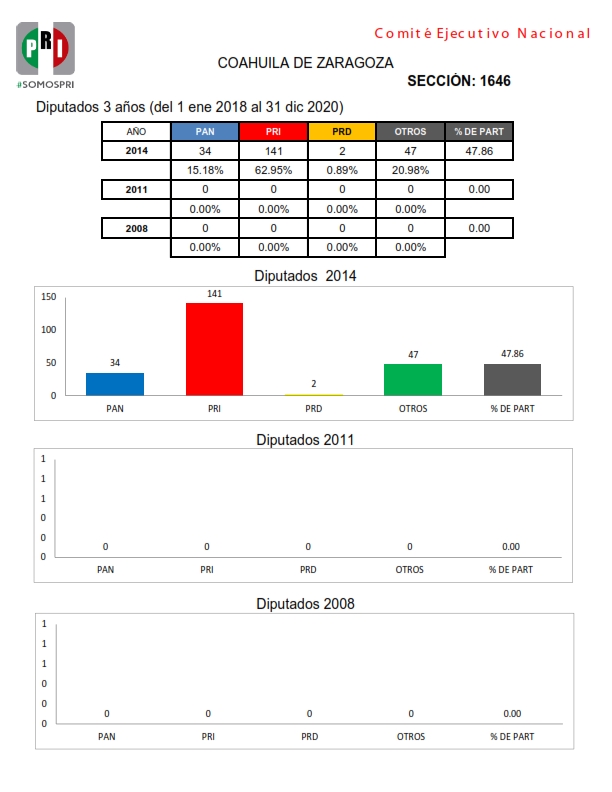 Comité Ejecutivo Nacional
PRI
#SOMOSPRI
COAHUILA DE ZARAGOZA
SECCIÓN: 1646
Diputados 3 años (del 1 ene 2018 al 31 dic 2020)
AÑO PAN PRI PRD OTROS % DE PART
2014 34 141 2 47 47.86
15.18% 62.95% 0.89% 20.98%
2011 0 0 0 0 0.00
0.00% 0.00% 0.00% 0.00%
2008 0 0 0 0 0.00
0.00% 0.00% 0.00% 0.00%
Diputados 2014
150
100
50
0
34 141 2 47 47.86
PAN PRI PRD OTROS % DE PART
Diputados 2011
1
1
1
0
0
0
0 0 0 0 0.00
PAN PRI PRD OTROS % DE PART
Diputados 2008
1
1
1
0
0
0
0 0 0 0 0.00
PAN PRI PRD OTROS % DE PART